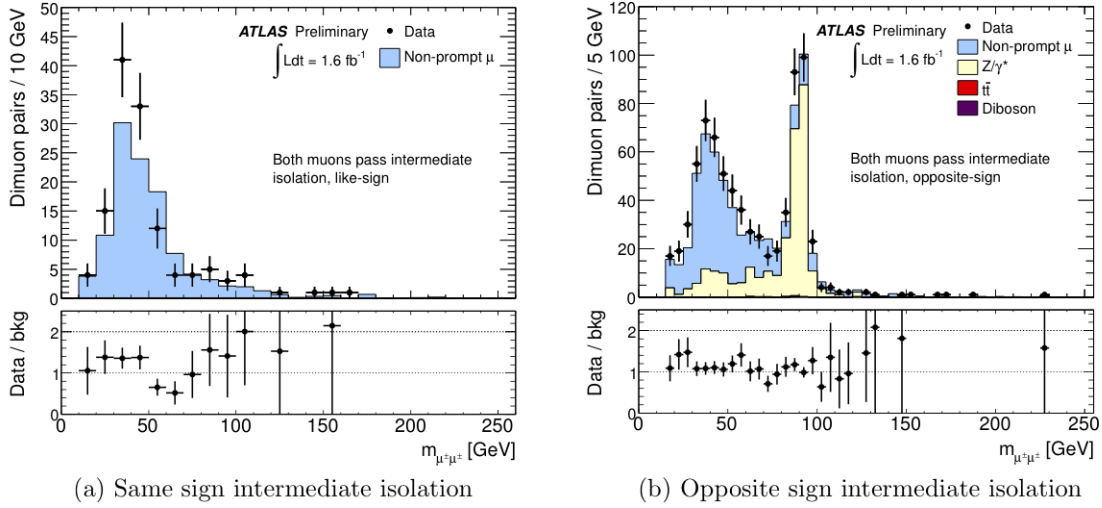 Dimuon pairs / 10 GeV
50
45
40
35
30
25
20
15
10
5
0
ATLAS Preliminary
∫ Ldt = 1.6 fb⁻¹
Data
Non-prompt μ
Both muons pass intermediate
isolation, like-sign
Data / bkg
2
1
0
0 50 100 150 200 250
m_μ±μ± [GeV]
(a) Same sign intermediate isolation
Dimuon pairs / 5 GeV
120
100
80
60
40
20
0
ATLAS Preliminary
∫ Ldt = 1.6 fb⁻¹
Data
Non-prompt μ
Z/γ*
tt̄
Diboson
Both muons pass intermediate
isolation, opposite-sign
Data / bkg
2
1
0
0 50 100 150 200 250
m_μ±μ± [GeV]
(b) Opposite sign intermediate isolation